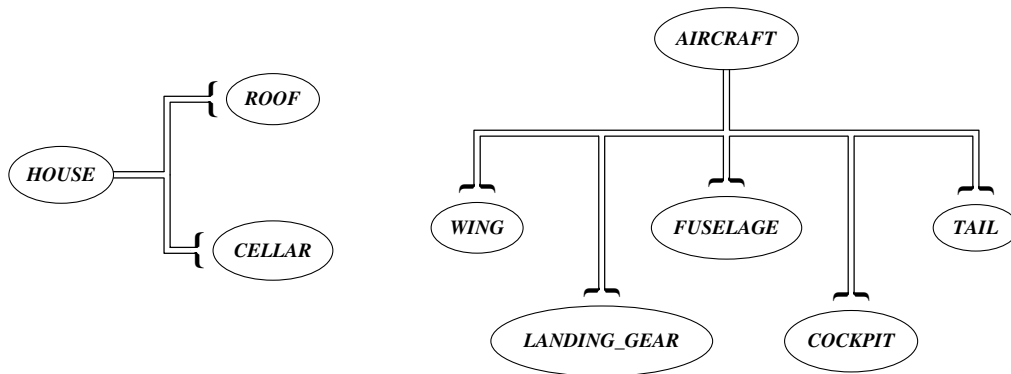 HOUSE
ROOF
CELLAR
AIRCRAFT
WING
FUSELAGE
TAIL
LANDING_GEAR
COCKPIT